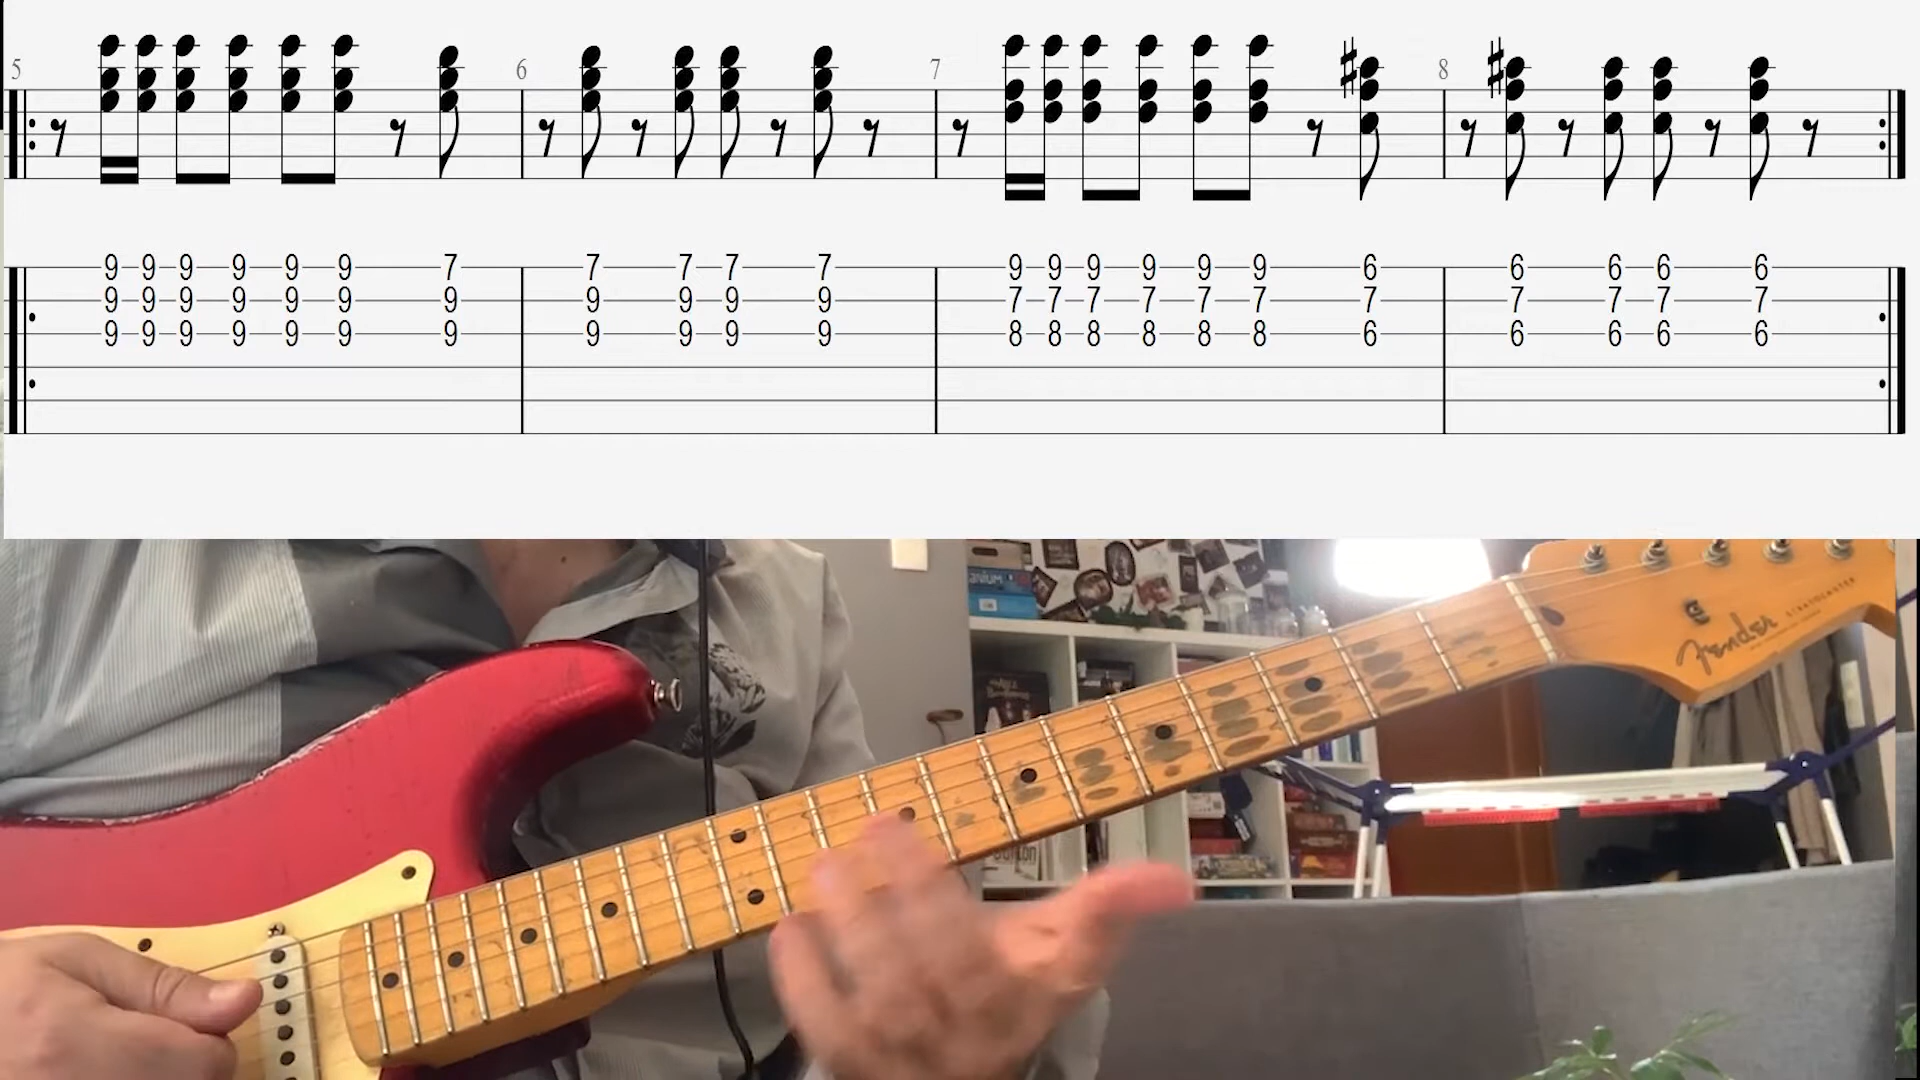 5 6 7 8
9 9 9 9 9 9 7 7 7 7 7 9 9 9 9 9 9 6 6 6 6 6
9 9 9 9 9 9 9 9 9 9 9 7 7 7 7 7 7 7 7 7 7 7
9 9 9 9 9 9 9 9 9 9 9 8 8 8 8 8 8 6 6 6 6 6
Fender
STRATOCASTER
anium